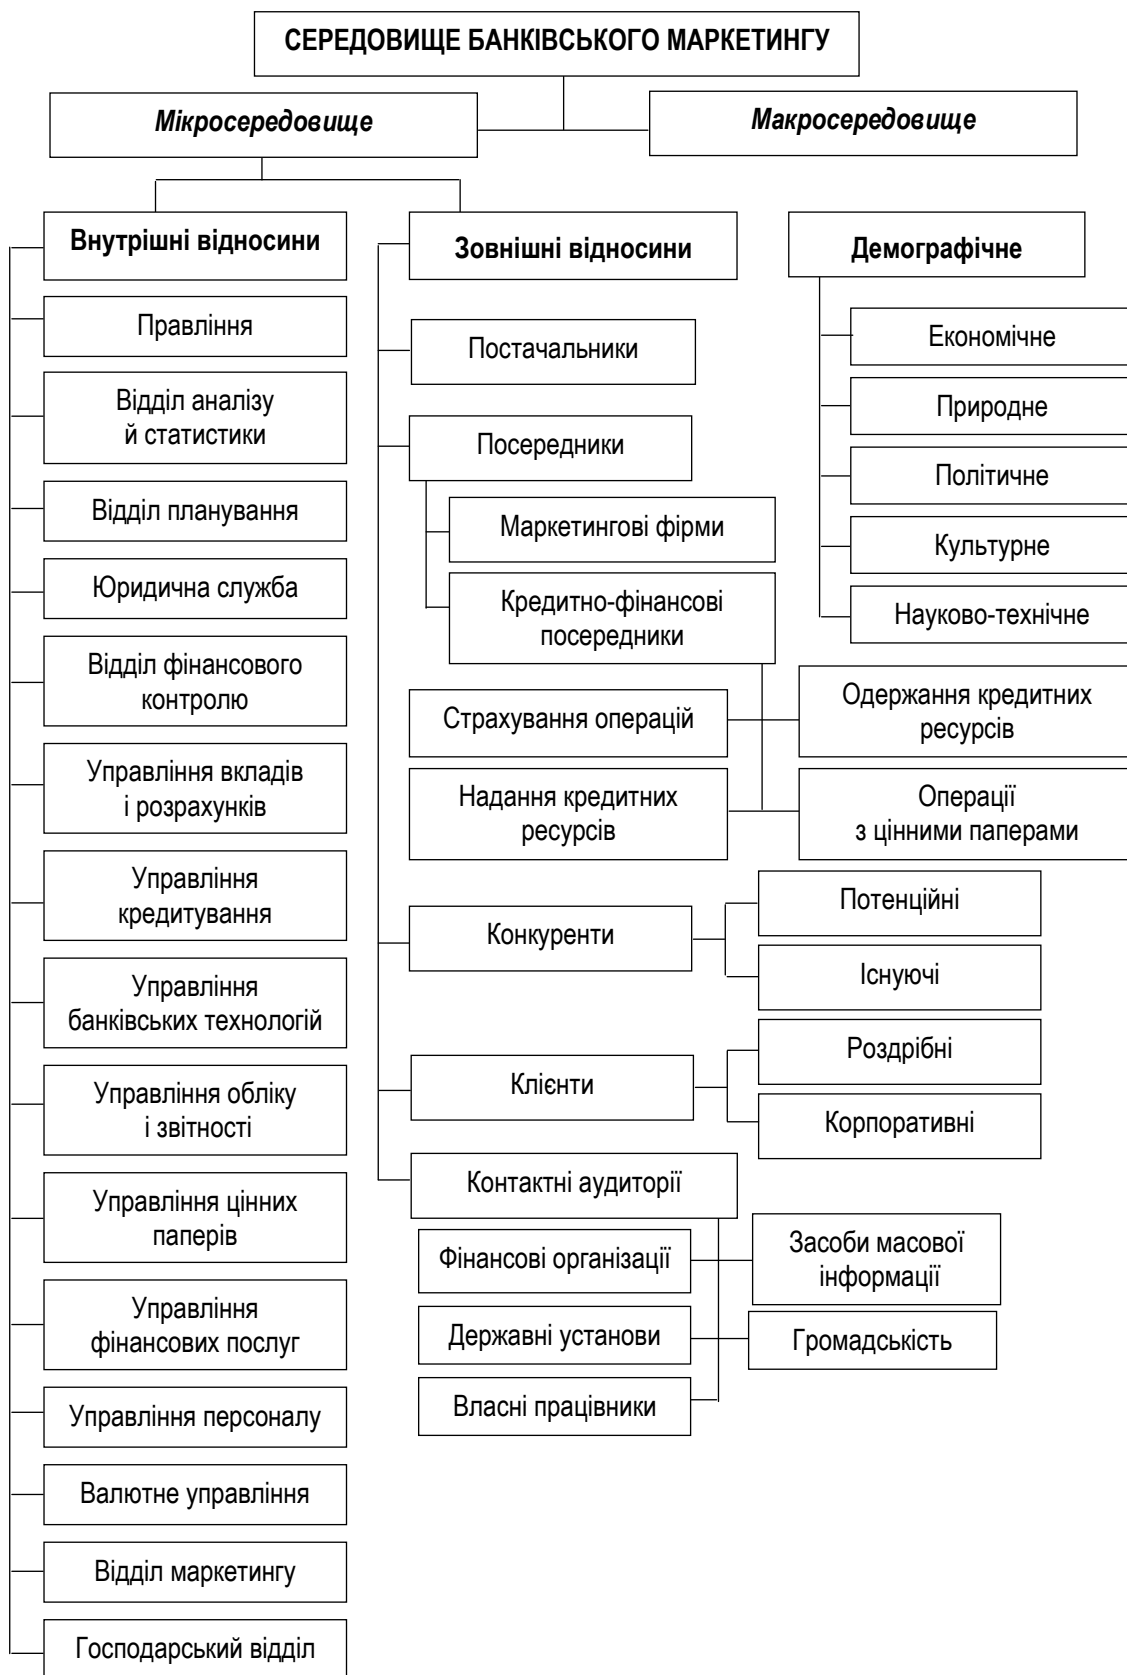 СЕРЕДОВИЩЕ БАНКІВСЬКОГО МАРКЕТИНГУ
Мікросередовище
Макросередовище
Внутрішні відносини
Правління
Відділ аналізу
й статистики
Відділ планування
Юридична служба
Відділ фінансового
контролю
Управління вкладів
і розрахунків
Управління
кредитування
Управління
банківських технологій
Управління обліку
і звітності
Управління цінних
паперів
Управління
фінансових послуг
Управління персоналу
Валютне управління
Відділ маркетингу
Господарський відділ
Зовнішні відносини
Постачальники
Посередники
Маркетингові фірми
Кредитно-фінансові
посередники
Страхування операцій
Одержання кредитних
ресурсів
Надання кредитних
ресурсів
Операції
з цінними паперами
Конкуренти
Потенційні
Існуючі
Клієнти
Роздрібні
Корпоративні
Контактні аудиторії
Фінансові організації
Засоби масової
інформації
Державні установи
Громадськість
Власні працівники
Демографічне
Економічне
Природне
Політичне
Культурне
Науково-технічне